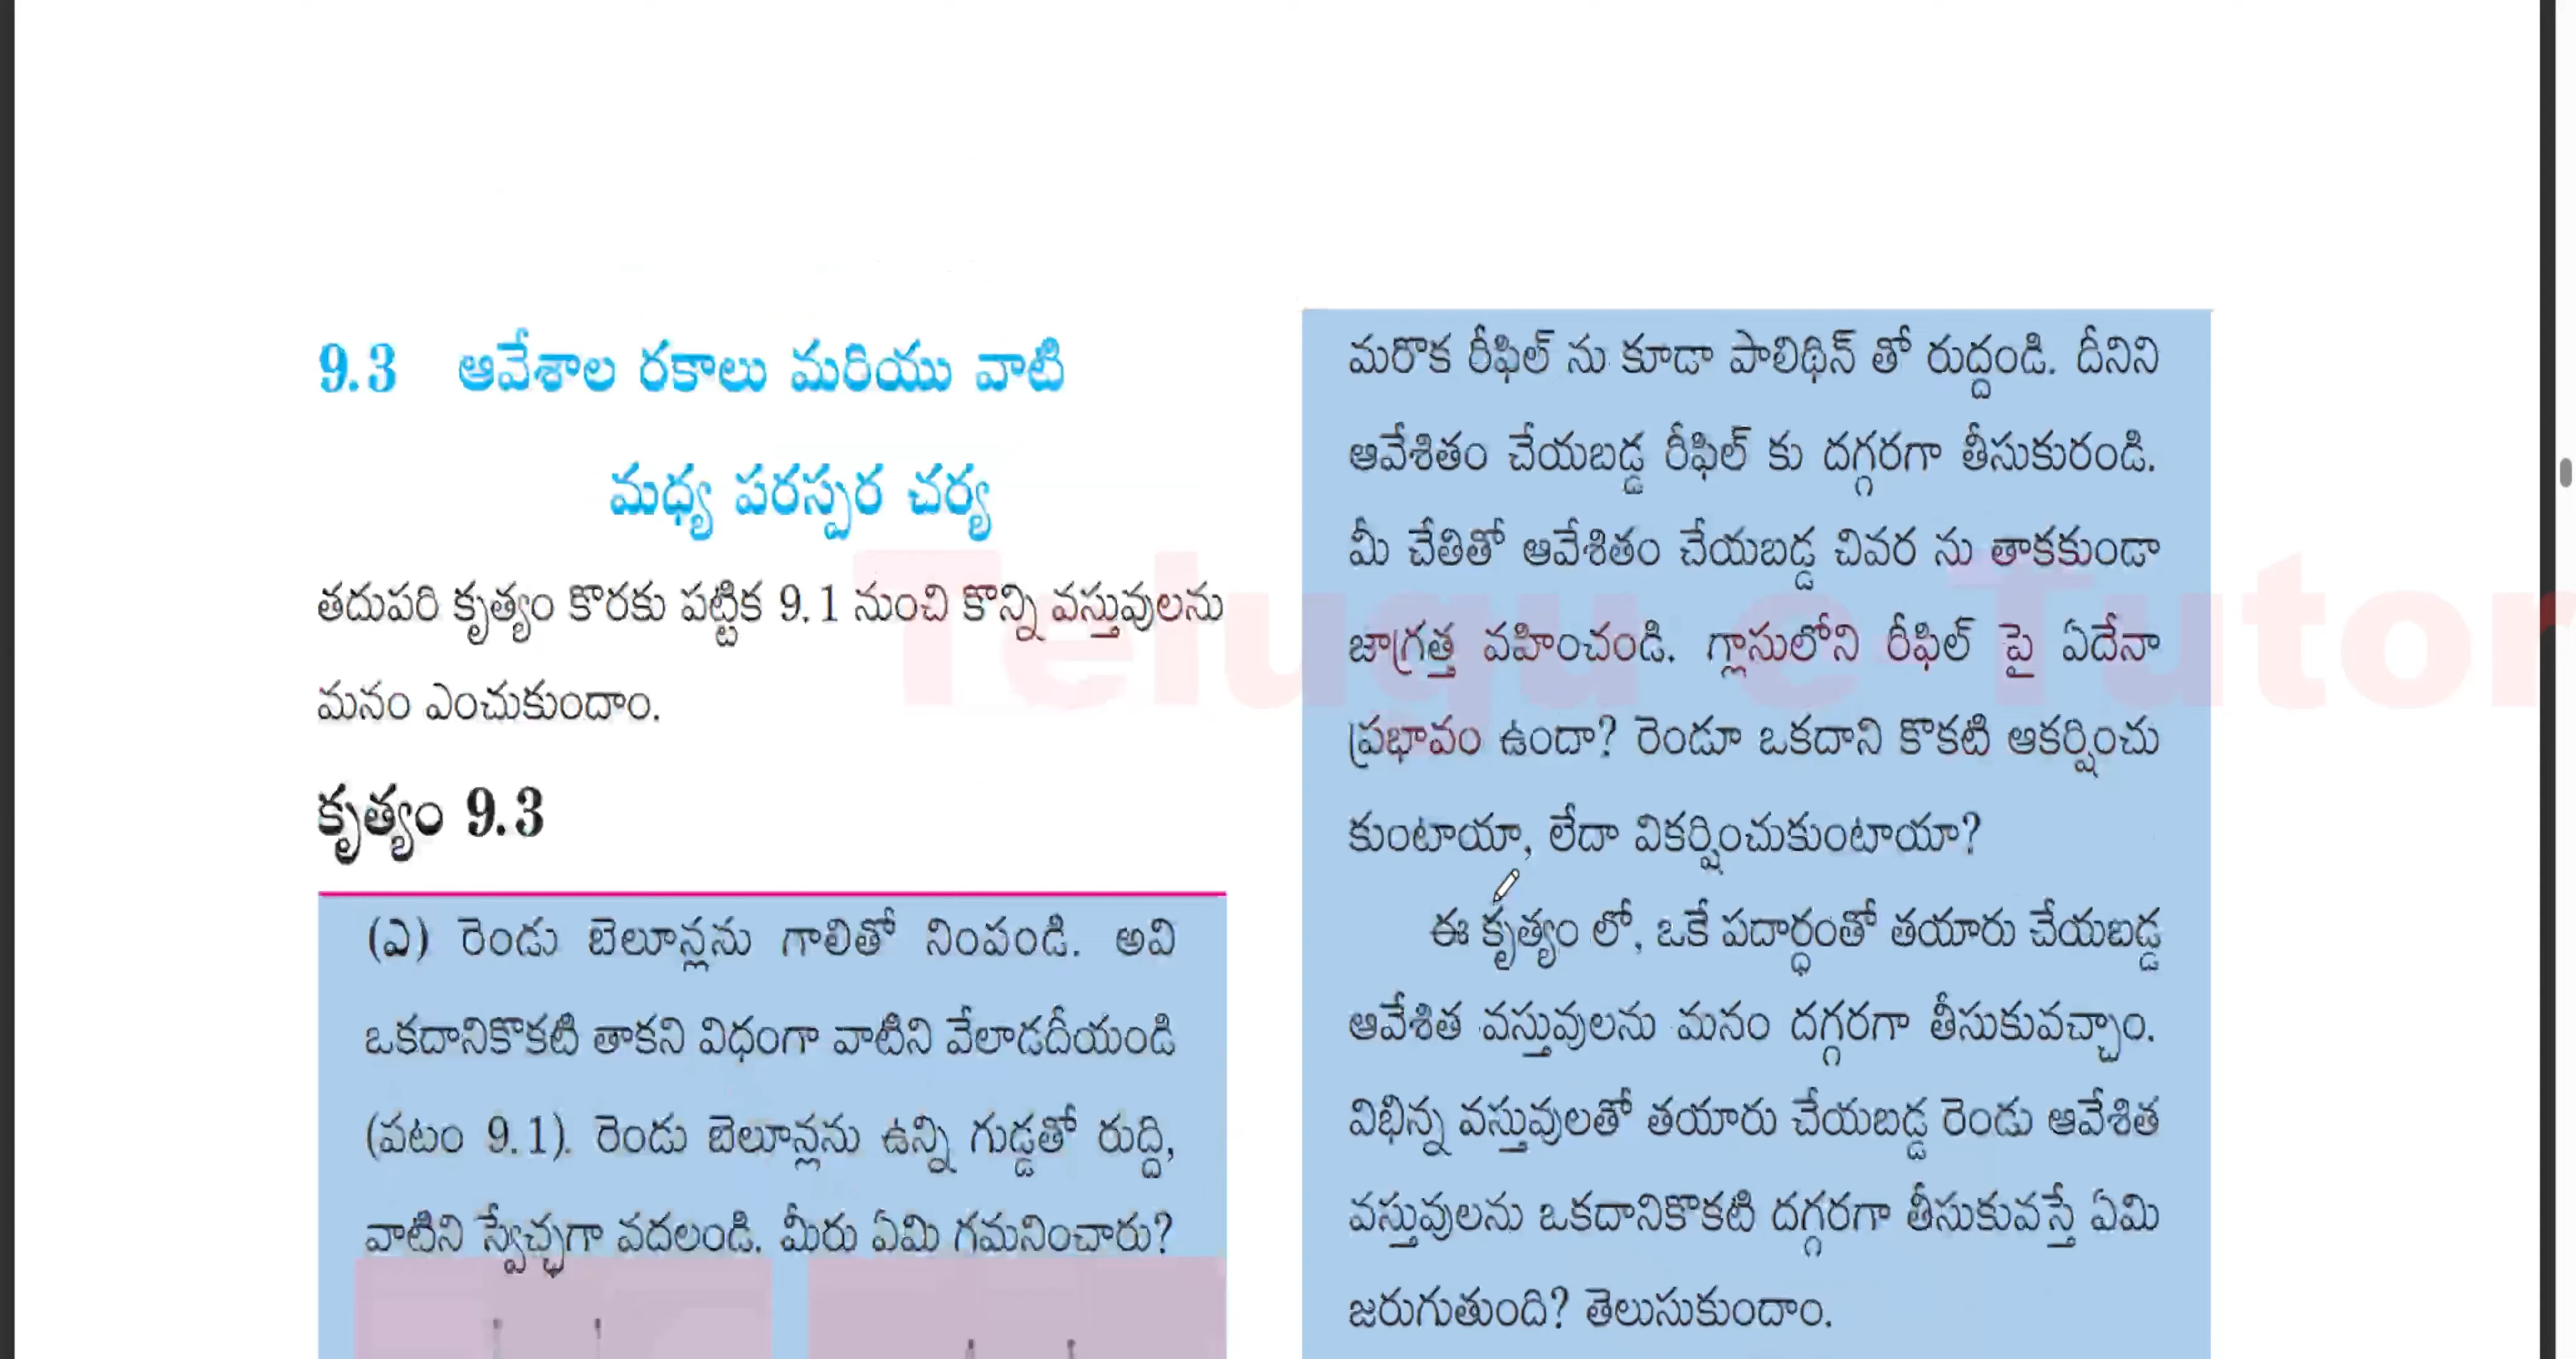 9.3 ఆవేశాల రకాలు మరియు వాటి
మధ్య పరస్పర చర్య
తదుపరి కృత్యం కొరకు పట్టిక 9.1 నుంచి కొన్ని వస్తువులను
మనం ఎంచుకుందాం.
కృత్యం 9.3
(ఎ) రెండు బెలూన్లను గాలితో నింపండి. అవి
ఒకదానికొకటి తాకని విధంగా వాటిని వేలాడదీయండి
(పటం 9.1). రెండు బెలూన్లను ఉన్ని గుడ్డతో రుద్ది,
వాటిని స్వేచ్ఛగా వదలండి. మీరు ఏమి గమనించారు?
మరొక రీఫిల్ ను కూడా పాలిథిన్ తో రుద్దండి. దీనిని
ఆవేశితం చేయబడ్డ రీఫిల్ కు దగ్గరగా తీసుకురండి.
మీ చేతితో ఆవేశితం చేయబడ్డ చివర ను తాకకుండా
జాగ్రత్త వహించండి. గ్లాసులోని రీఫిల్ పై ఏదేనా
ప్రభావం ఉందా? రెండూ ఒకదాని కొకటి ఆకర్షించు
కుంటాయా, లేదా వికర్షించుకుంటాయా?
ఈ కృత్యం లో, ఒకే పదార్ధంతో తయారు చేయబడ్డ
ఆవేశిత వస్తువులను మనం దగ్గరగా తీసుకువచ్చాం.
విభిన్న వస్తువులతో తయారు చేయబడ్డ రెండు ఆవేశిత
వస్తువులను ఒకదానికొకటి దగ్గరగా తీసుకువస్తే ఏమి
జరుగుతుంది? తెలుసుకుందాం.
Telugu e Tutor